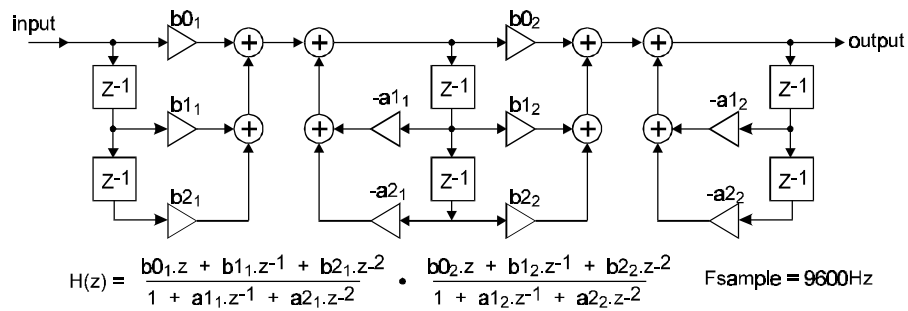 input b0₁ b0₂ output
z-1 z-1
b1₁ -a1₁ b1₂ -a1₂
z-1 z-1 z-1
b2₁ -a2₁ b2₂ -a2₂
H(z) = b0₁.z + b1₁.z-1 + b2₁.z-2 • b0₂.z + b1₂.z-1 + b2₂.z-2 Fsample = 9600Hz
1 + a1₁.z-1 + a2₁.z-2 1 + a1₂.z-1 + a2₂.z-2